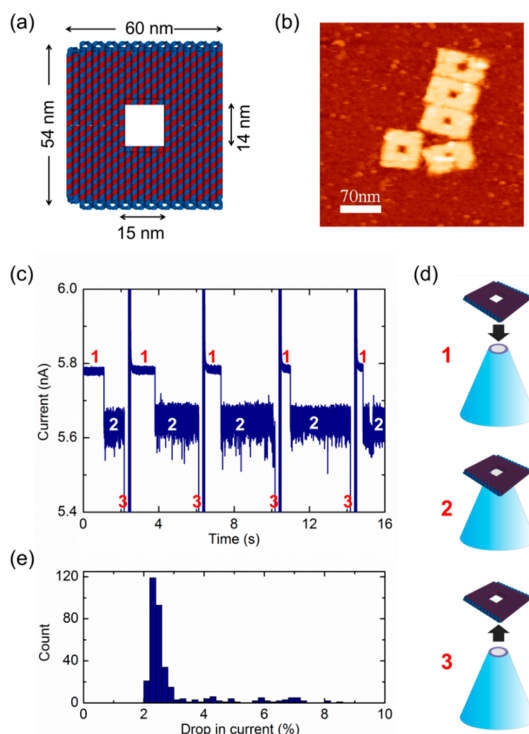 (a)
60 nm
54 nm
14 nm
15 nm
(b)
70nm
(c)
6.0
5.8
5.6
5.4
Current (nA)
1 1 1 1 1
2 2 2 2 2
3 3 3 3
0 4 8 12 16
Time (s)
(d)
1
2
3
(e)
120
80
40
0
Count
0 2 4 6 8 10
Drop in current (%)